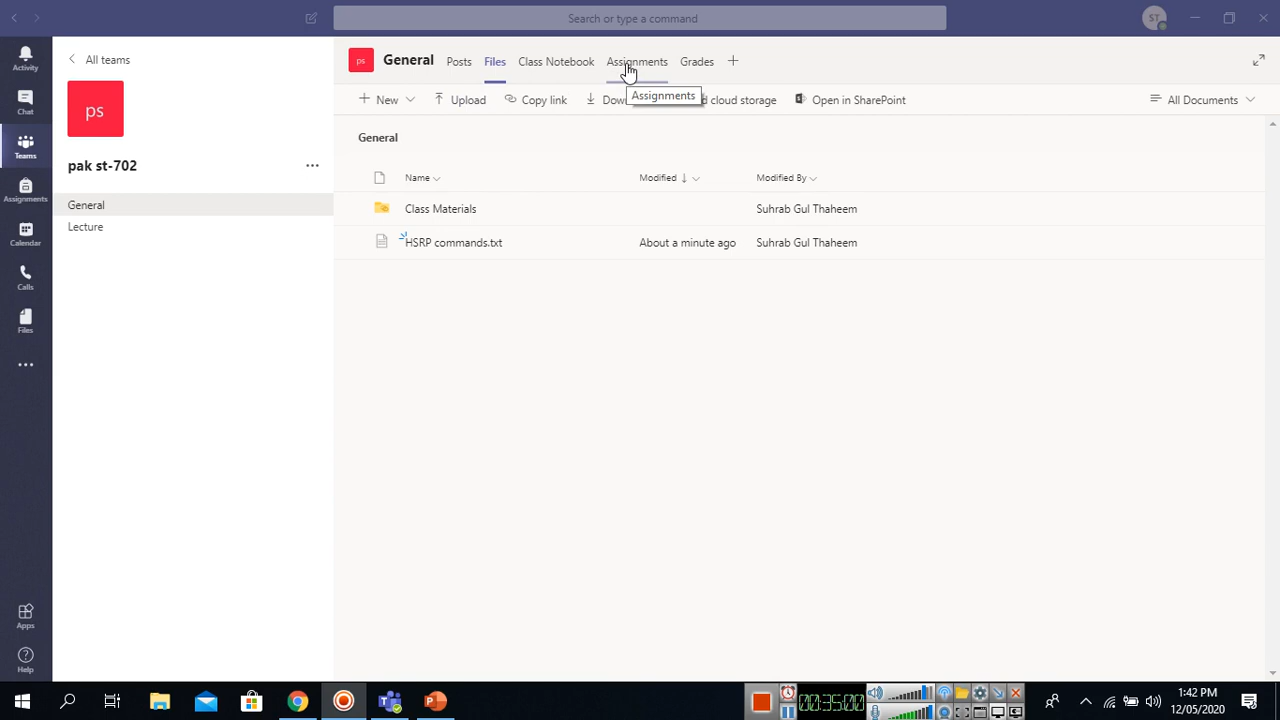 Search or type a command
ST
Activity
Chat
Teams
Assignments
Calendar
Calls
Files
Apps
Help
All teams
ps
pak st-702
General
Lecture
ps
General Posts Files Class Notebook Assignments Grades
Assignments
New Upload Copy link cloud storage Open in SharePoint All Documents
General
Name Modified Modified By
Class Materials Suhrab Gul Thaheem
HSRP commands.txt About a minute ago Suhrab Gul Thaheem
00:35:00
1:42 PM
12/05/2020